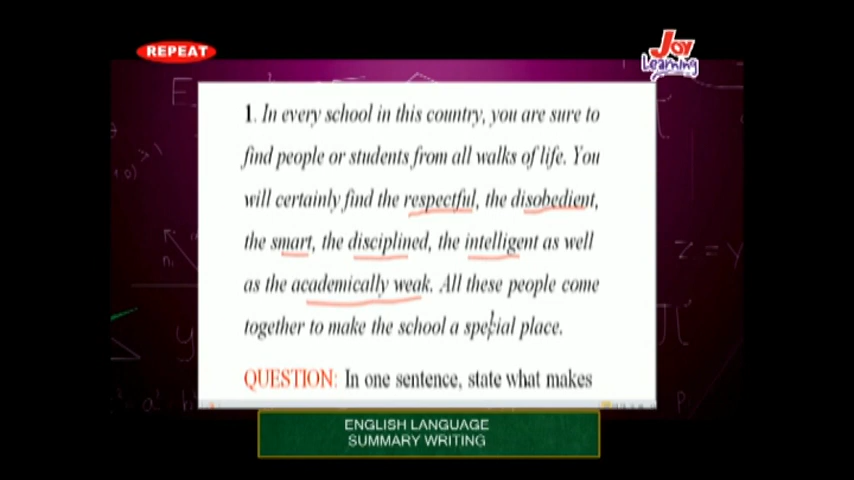 REPEAT
JOY
Learning
1. In every school in this country, you are sure to
find people or students from all walks of life. You
will certainly find the respectful, the disobedient,
the smart, the disciplined, the intelligent as well
as the academically weak. All these people come
together to make the school a special place.
QUESTION: In one sentence, state what makes
ENGLISH LANGUAGE
SUMMARY WRITING